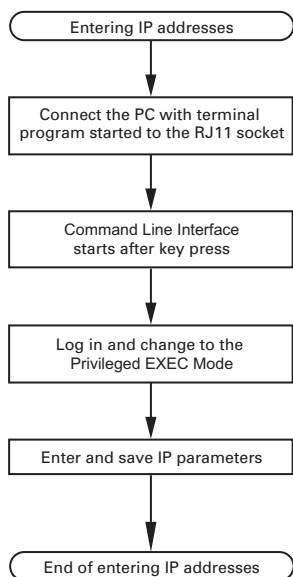 Entering IP addresses
Connect the PC with terminal
program started to the RJ11 socket
Command Line Interface
starts after key press
Log in and change to the
Privileged EXEC Mode
Enter and save IP parameters
End of entering IP addresses